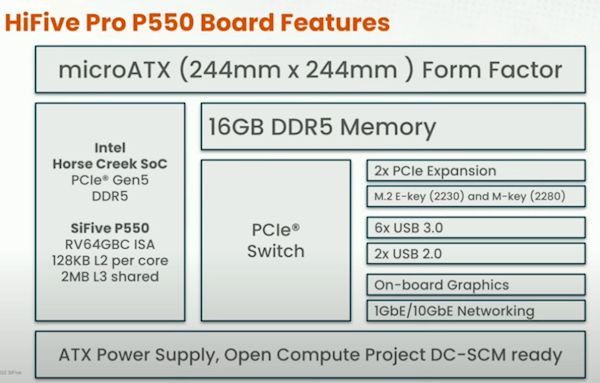 HiFive Pro P550 Board Features
microATX (244mm x 244mm ) Form Factor
Intel
Horse Creek SoC
PCIe® Gen5
DDR5
SiFive P550
RV64GBC ISA
128KB L2 per core
2MB L3 shared
16GB DDR5 Memory
PCIe®
Switch
2x PCIe Expansion
M.2 E-key (2230) and M-key (2280)
6x USB 3.0
2x USB 2.0
On-board Graphics
1GbE/10GbE Networking
ATX Power Supply, Open Compute Project DC-SCM ready
SiFive